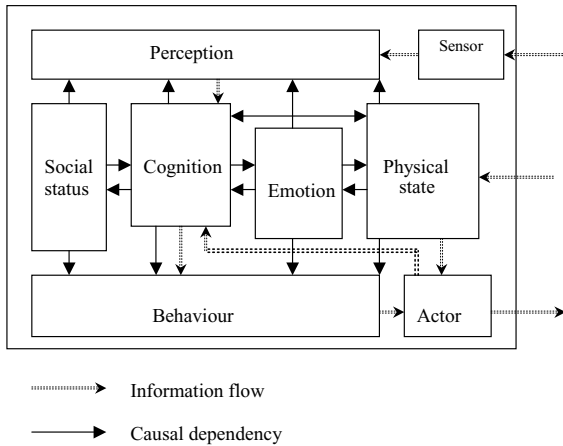 Perception
Sensor
Social
status
Cognition
Emotion
Physical
state
Behaviour
Actor
Information flow
Causal dependency